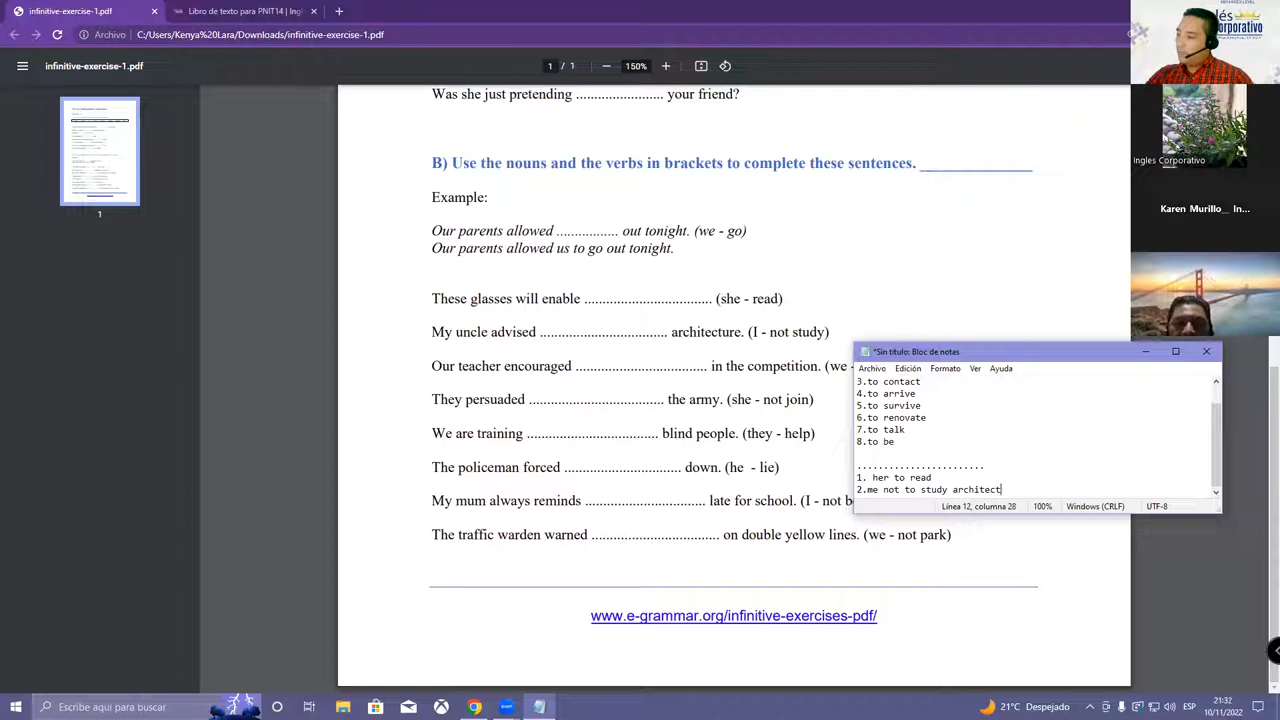 infinitive-exercise-1.pdf
Libro de texto para PNIT14 | Ingl
Archivo
C:/Users/Kenya%20Lara/Downloads/infinitive-exercise-1.pdf
infinitive-exercise-1.pdf
1 / 1
150%
1
Was she just pretending ....................... your friend?
B) Use the nouns and the verbs in brackets to complete these sentences.
Example:
Our parents allowed ................. out tonight. (we - go)
Our parents allowed us to go out tonight.
These glasses will enable .................................. (she - read)
My uncle advised .................................. architecture. (I - not study)
Our teacher encouraged ................................... in the competition. (we -
They persuaded .................................... the army. (she - not join)
We are training ................................... blind people. (they - help)
The policeman forced ............................... down. (he - lie)
My mum always reminds ................................ late for school. (I - not b
The traffic warden warned .................................. on double yellow lines. (we - not park)
www.e-grammar.org/infinitive-exercises-pdf/
*Sin título: Bloc de notas
Archivo Edición Formato Ver Ayuda
3.to contact
4.to arrive
5.to survive
6.to renovate
7.to talk
8.to be
........................
1. her to read
2.me not to study architect
Línea 12, columna 28
100%
Windows (CRLF)
UTF-8
lés
orporativo
Ingles Corporativo
Karen Murillo__ In...
Escribe aquí para buscar
21°C Despejado
21:32
10/11/2022